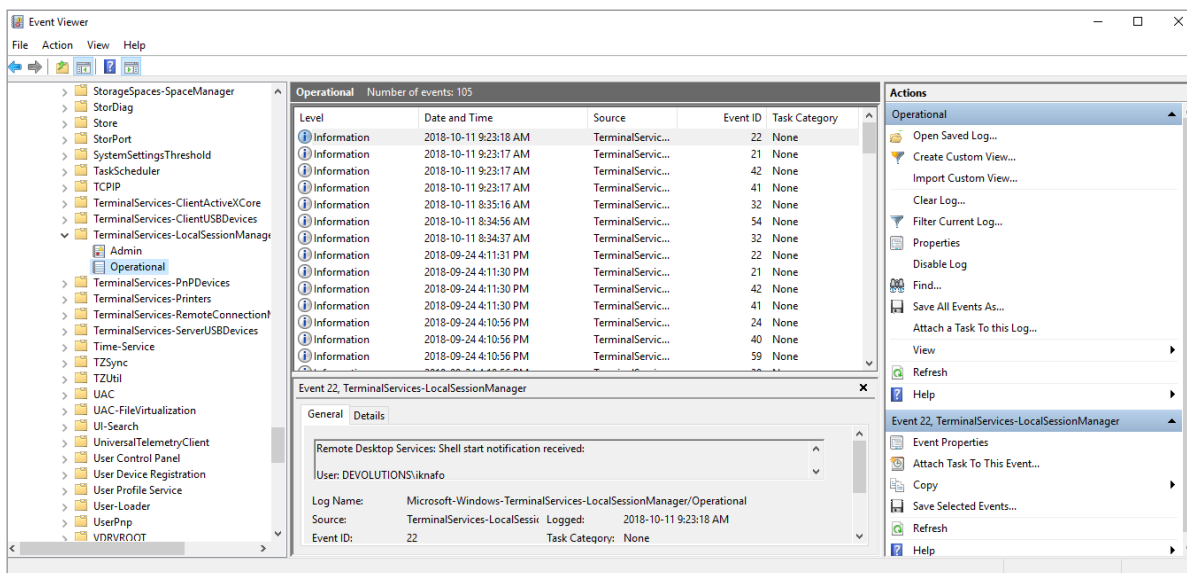 Event Viewer
File Action View Help
StorageSpaces-SpaceManager
StorDiag
Store
StorPort
SystemSettingsThreshold
TaskScheduler
TCPIP
TerminalServices-ClientActiveXCore
TerminalServices-ClientUSBDevices
TerminalServices-LocalSessionManage
Admin
Operational
TerminalServices-PnPDevices
TerminalServices-Printers
TerminalServices-RemoteConnection
TerminalServices-ServerUSBDevices
Time-Service
TZSync
TZUtil
UAC
UAC-FileVirtualization
UI-Search
UniversalTelemetryClient
User Control Panel
User Device Registration
User Profile Service
User-Loader
UserPnp
VDRVROOT
Operational Number of events: 105
Level Date and Time Source Event ID Task Category
Information 2018-10-11 9:23:18 AM TerminalServic... 22 None
Information 2018-10-11 9:23:17 AM TerminalServic... 21 None
Information 2018-10-11 9:23:17 AM TerminalServic... 42 None
Information 2018-10-11 9:23:17 AM TerminalServic... 41 None
Information 2018-10-11 8:35:16 AM TerminalServic... 32 None
Information 2018-10-11 8:34:56 AM TerminalServic... 54 None
Information 2018-10-11 8:34:37 AM TerminalServic... 32 None
Information 2018-09-24 4:11:31 PM TerminalServic... 22 None
Information 2018-09-24 4:11:30 PM TerminalServic... 21 None
Information 2018-09-24 4:11:30 PM TerminalServic... 42 None
Information 2018-09-24 4:11:30 PM TerminalServic... 41 None
Information 2018-09-24 4:10:56 PM TerminalServic... 24 None
Information 2018-09-24 4:10:56 PM TerminalServic... 40 None
Information 2018-09-24 4:10:56 PM TerminalServic... 59 None
Event 22, TerminalServices-LocalSessionManager
General Details
Remote Desktop Services: Shell start notification received:
User: DEVOLUTIONS\iknafo
Log Name: Microsoft-Windows-TerminalServices-LocalSessionManager/Operational
Source: TerminalServices-LocalSessic Logged: 2018-10-11 9:23:18 AM
Event ID: 22 Task Category: None
Actions
Operational
Open Saved Log...
Create Custom View...
Import Custom View...
Clear Log...
Filter Current Log...
Properties
Disable Log
Find...
Save All Events As...
Attach a Task To this Log...
View
Refresh
Help
Event 22, TerminalServices-LocalSessionManager
Event Properties
Attach Task To This Event...
Copy
Save Selected Events...
Refresh
Help